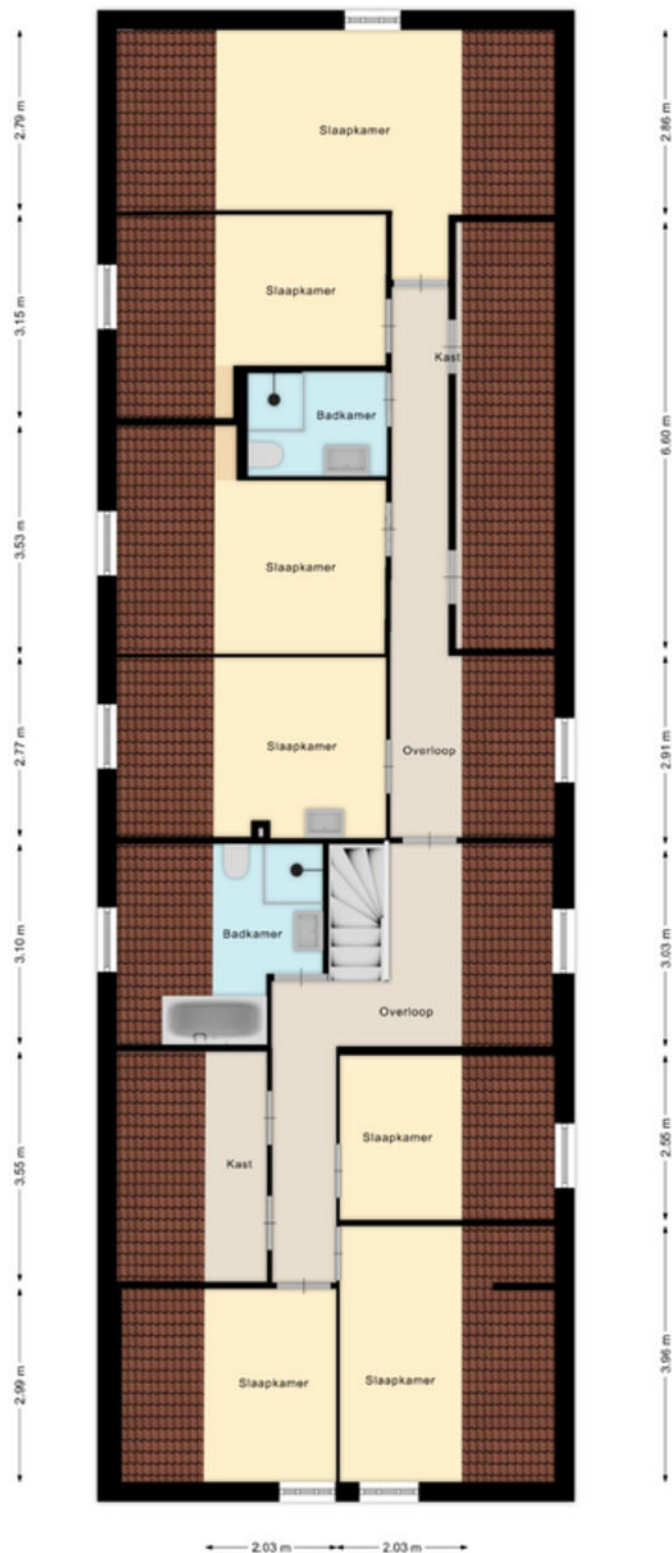 2.79 m
2.86 m
Slaapkamer
3.15 m
Slaapkamer
Kast
6.60 m
Badkamer
3.53 m
Slaapkamer
2.77 m
Slaapkamer
Overloop
2.91 m
3.10 m
Badkamer
3.03 m
Overloop
3.55 m
Kast
Slaapkamer
2.55 m
2.99 m
Slaapkamer
Slaapkamer
3.96 m
2.03 m
2.03 m